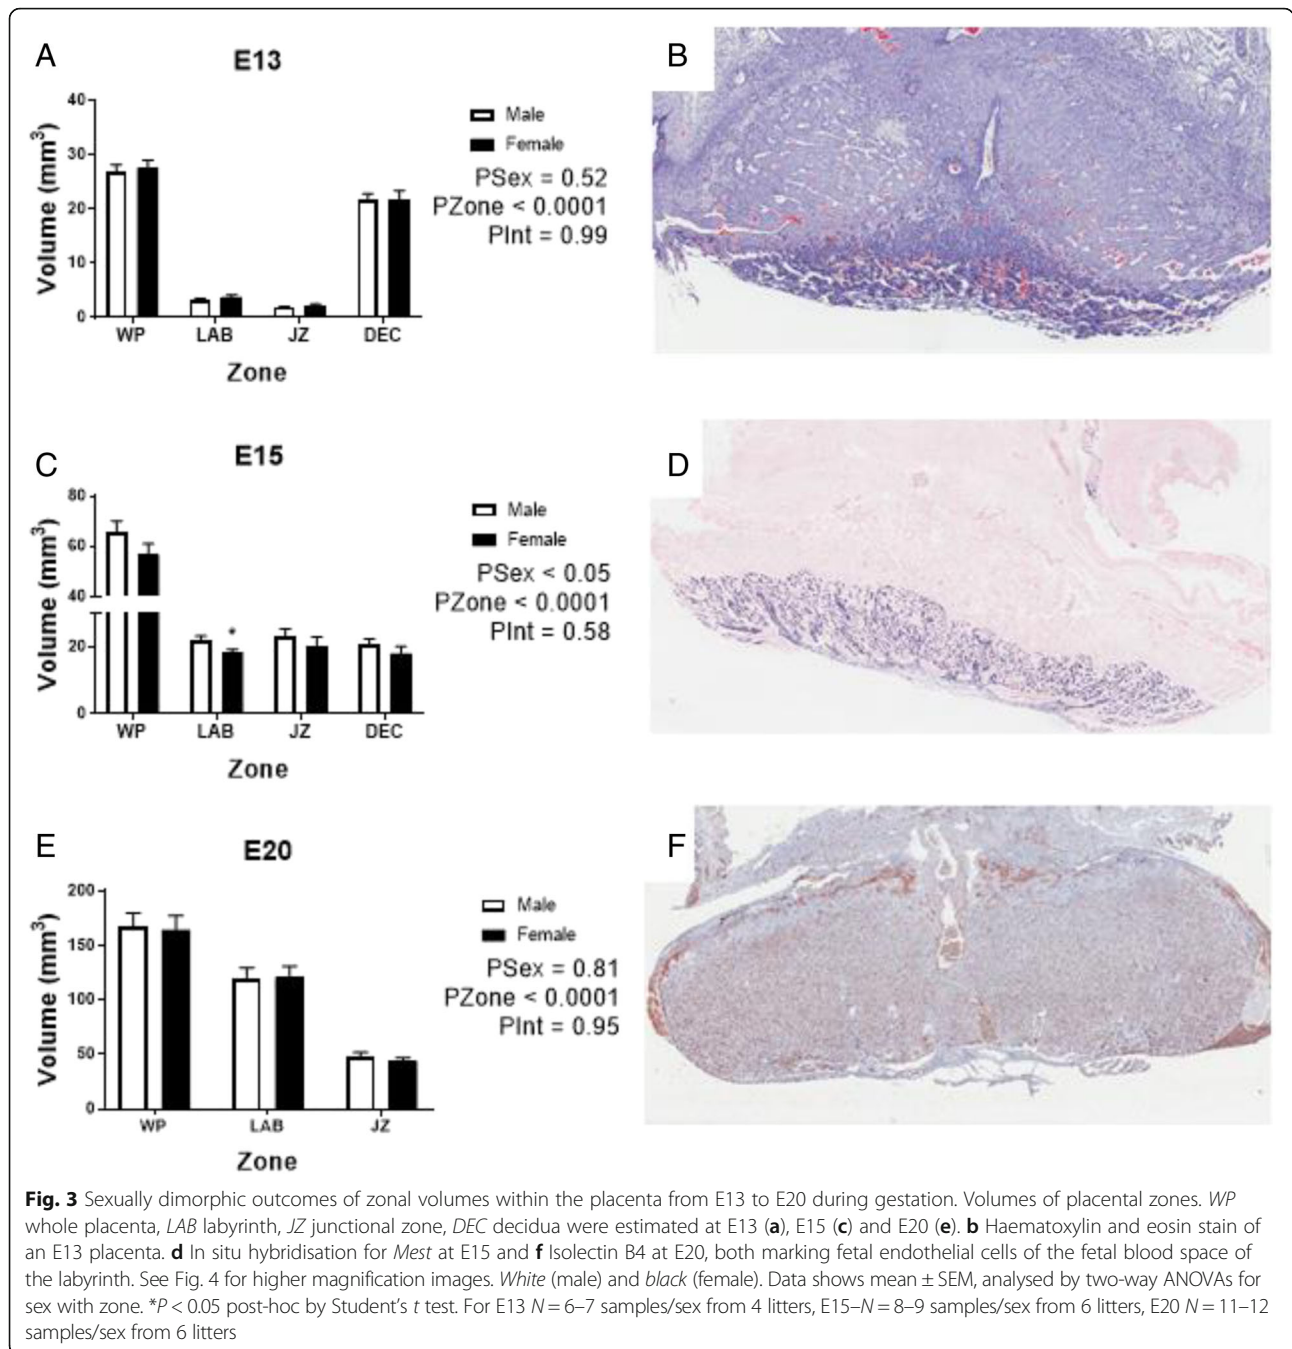 A
E13
Volume (mm³)
40
30
20
10
0
WP LAB JZ DEC
Zone
Male
Female
PSex = 0.52
PZone < 0.0001
PInt = 0.99
B
C
E15
Volume (mm³)
80
60
40
20
0
WP LAB JZ DEC
Zone
*
Male
Female
PSex < 0.05
PZone < 0.0001
PInt = 0.58
D
E
E20
Volume (mm³)
200
150
100
50
0
WP LAB JZ
Zone
Male
Female
PSex = 0.81
PZone < 0.0001
PInt = 0.95
F
Fig. 3 Sexually dimorphic outcomes of zonal volumes within the placenta from E13 to E20 during gestation. Volumes of placental zones. WP
whole placenta, LAB labyrinth, JZ junctional zone, DEC decidua were estimated at E13 (a), E15 (c) and E20 (e). b Haematoxylin and eosin stain of
an E13 placenta. d In situ hybridisation for Mest at E15 and f Isolectin B4 at E20, both marking fetal endothelial cells of the fetal blood space of
the labyrinth. See Fig. 4 for higher magnification images. White (male) and black (female). Data shows mean ± SEM, analysed by two-way ANOVAs for
sex with zone. *P < 0.05 post-hoc by Student's t test. For E13 N = 6–7 samples/sex from 4 litters, E15–N = 8–9 samples/sex from 6 litters, E20 N = 11–12
samples/sex from 6 litters